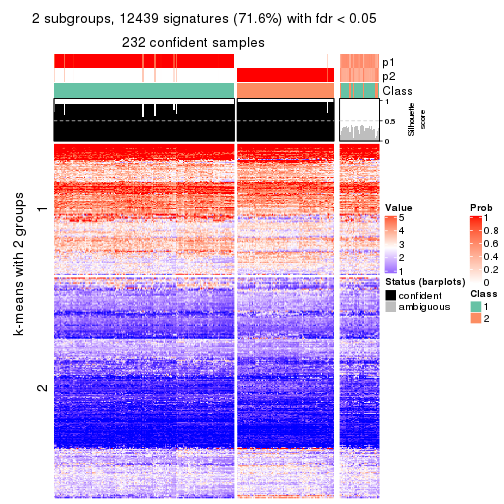 2 subgroups, 12439 signatures (71.6%) with fdr < 0.05
232 confident samples
p1
p2
Class
1
0.5
0
Silhouette
score
k-means with 2 groups
1
2
Value
5
4
3
2
1
Prob
1
0.8
0.6
0.4
0.2
0
Status (barplots)
confident
ambiguous
Class
1
2